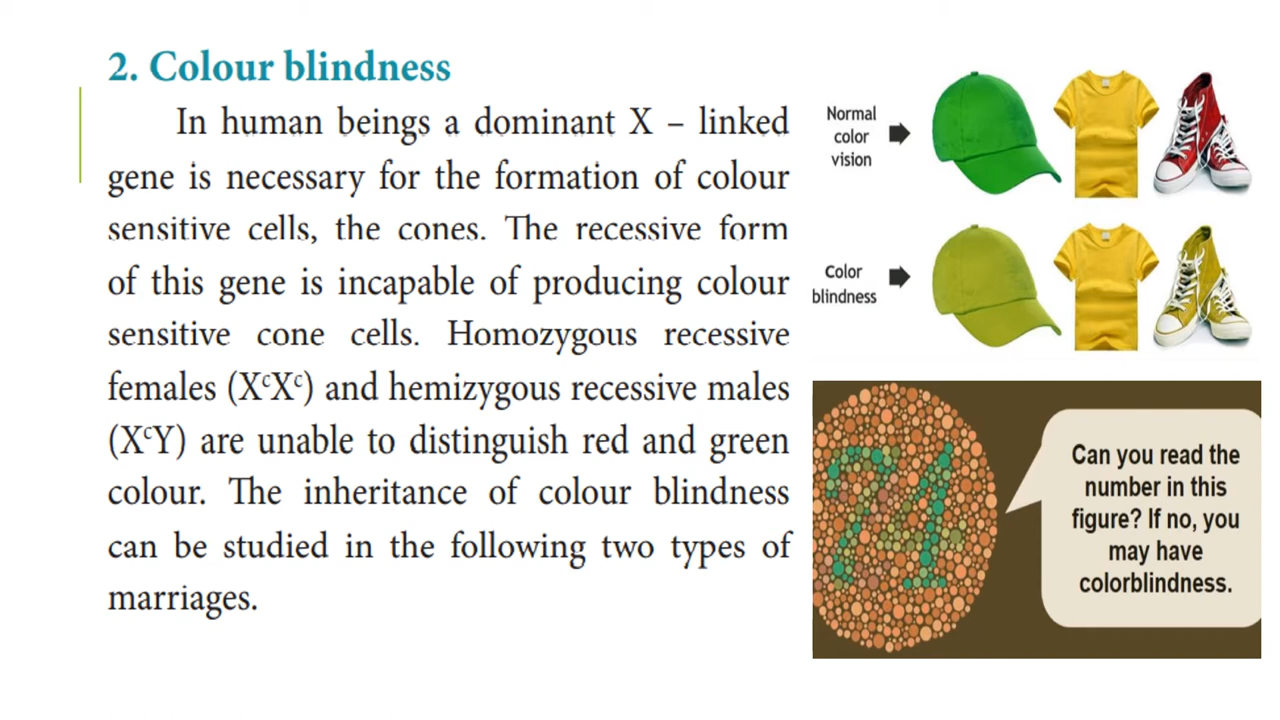 2. Colour blindness
In human beings a dominant X – linked
gene is necessary for the formation of colour
sensitive cells, the cones. The recessive form
of this gene is incapable of producing colour
sensitive cone cells. Homozygous recessive
females (XᶜXᶜ) and hemizygous recessive males
(XᶜY) are unable to distinguish red and green
colour. The inheritance of colour blindness
can be studied in the following two types of
marriages.
Normal
color
vision
Color
blindness
74
Can you read the
number in this
figure? If no, you
may have
colorblindness.